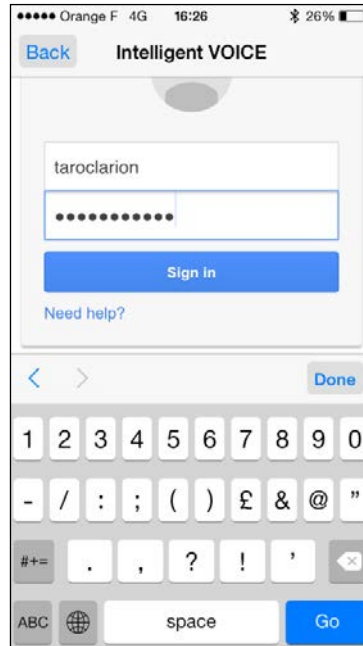 ●●●●● Orange F 4G 16:26 26%
Back Intelligent VOICE
taroclarion
●●●●●●●●●●●
Sign in
Need help?
Done
1 2 3 4 5 6 7 8 9 0
- / : ; ( ) £ & @ ”
#+= . , ? ! ’
ABC space Go